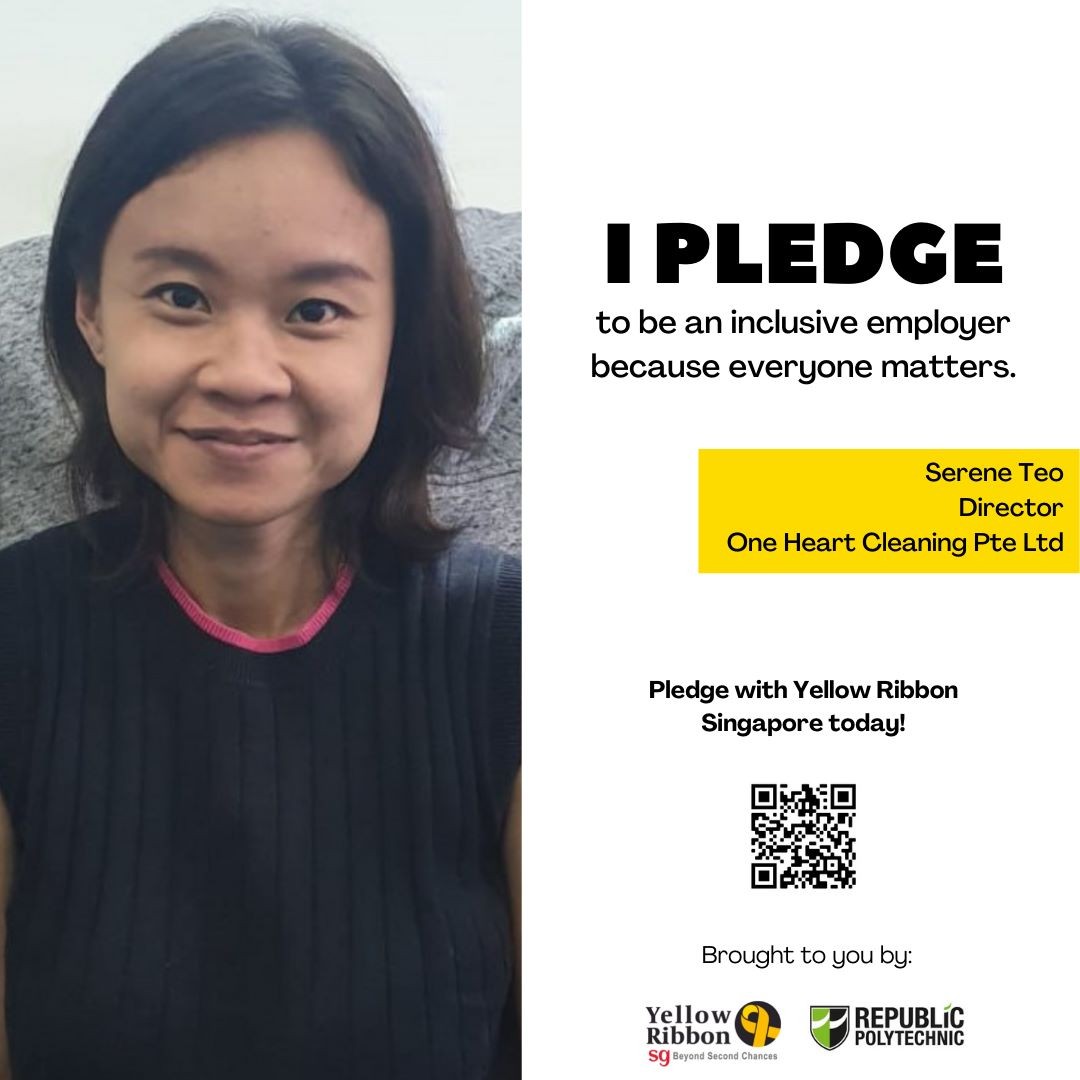 I PLEDGE
to be an inclusive employer
because everyone matters.
Serene Teo
Director
One Heart Cleaning Pte Ltd
Pledge with Yellow Ribbon
Singapore today!
Brought to you by:
Yellow
Ribbon
sg Beyond Second Chances
REPUBLIC
POLYTECHNIC